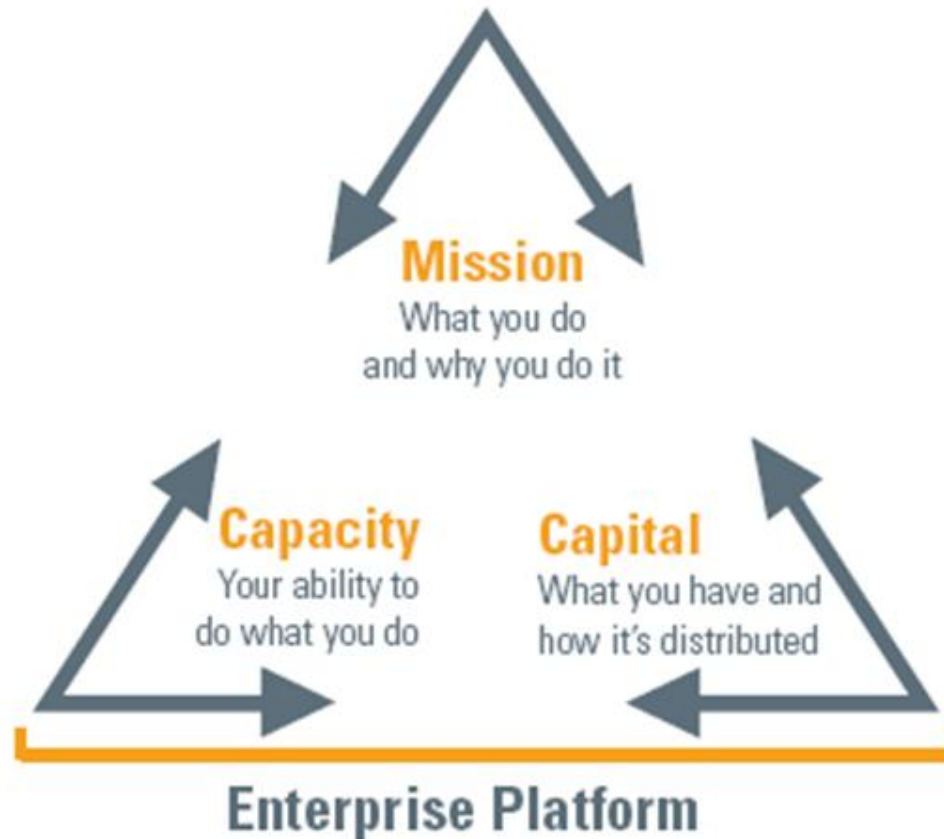 Mission
What you do
and why you do it
Capacity
Your ability to
do what you do
Capital
What you have and
how it's distributed
Enterprise Platform